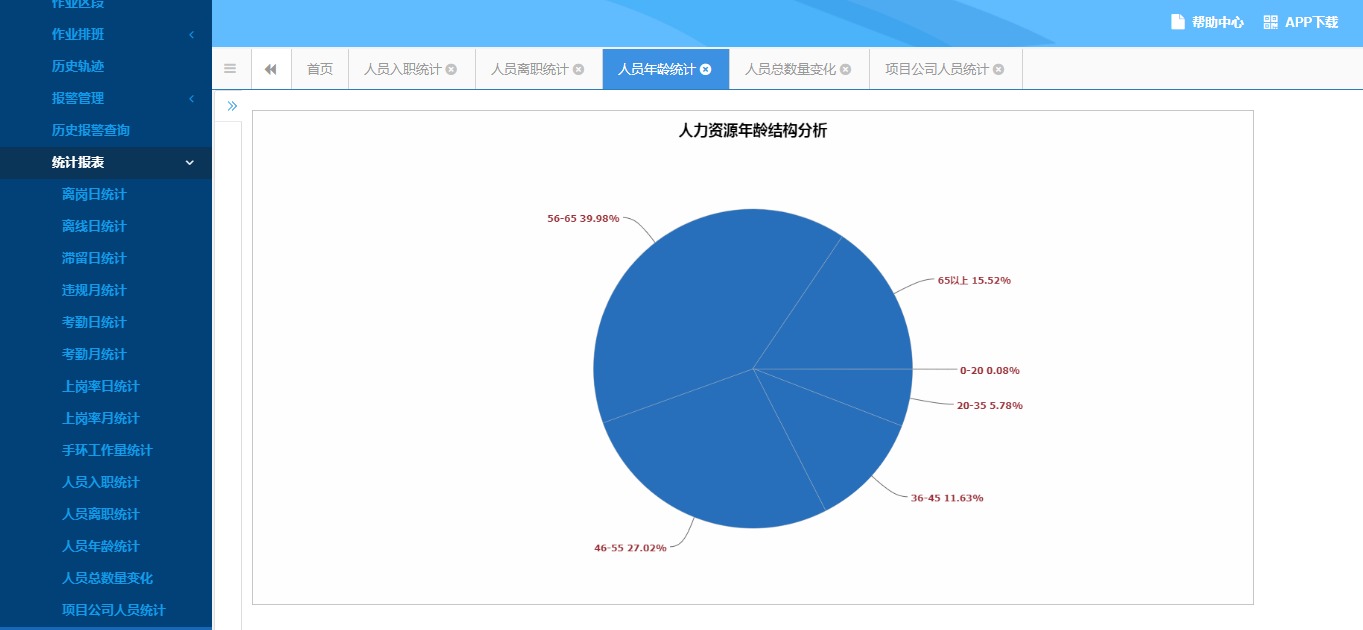 作业区段
作业排班
历史轨迹
报警管理
历史报警查询
统计报表
离岗日统计
离线日统计
滞留日统计
违规月统计
考勤日统计
考勤月统计
上岗率日统计
上岗率月统计
手环工作量统计
人员入职统计
人员离职统计
人员年龄统计
人员总数量变化
项目公司人员统计
帮助中心 APP下载
首页 人员入职统计 人员离职统计 人员年龄统计 人员总数量变化 项目公司人员统计
人力资源年龄结构分析
56-65 39.98%
65以上 15.52%
0-20 0.08%
20-35 5.78%
36-45 11.63%
46-55 27.02%